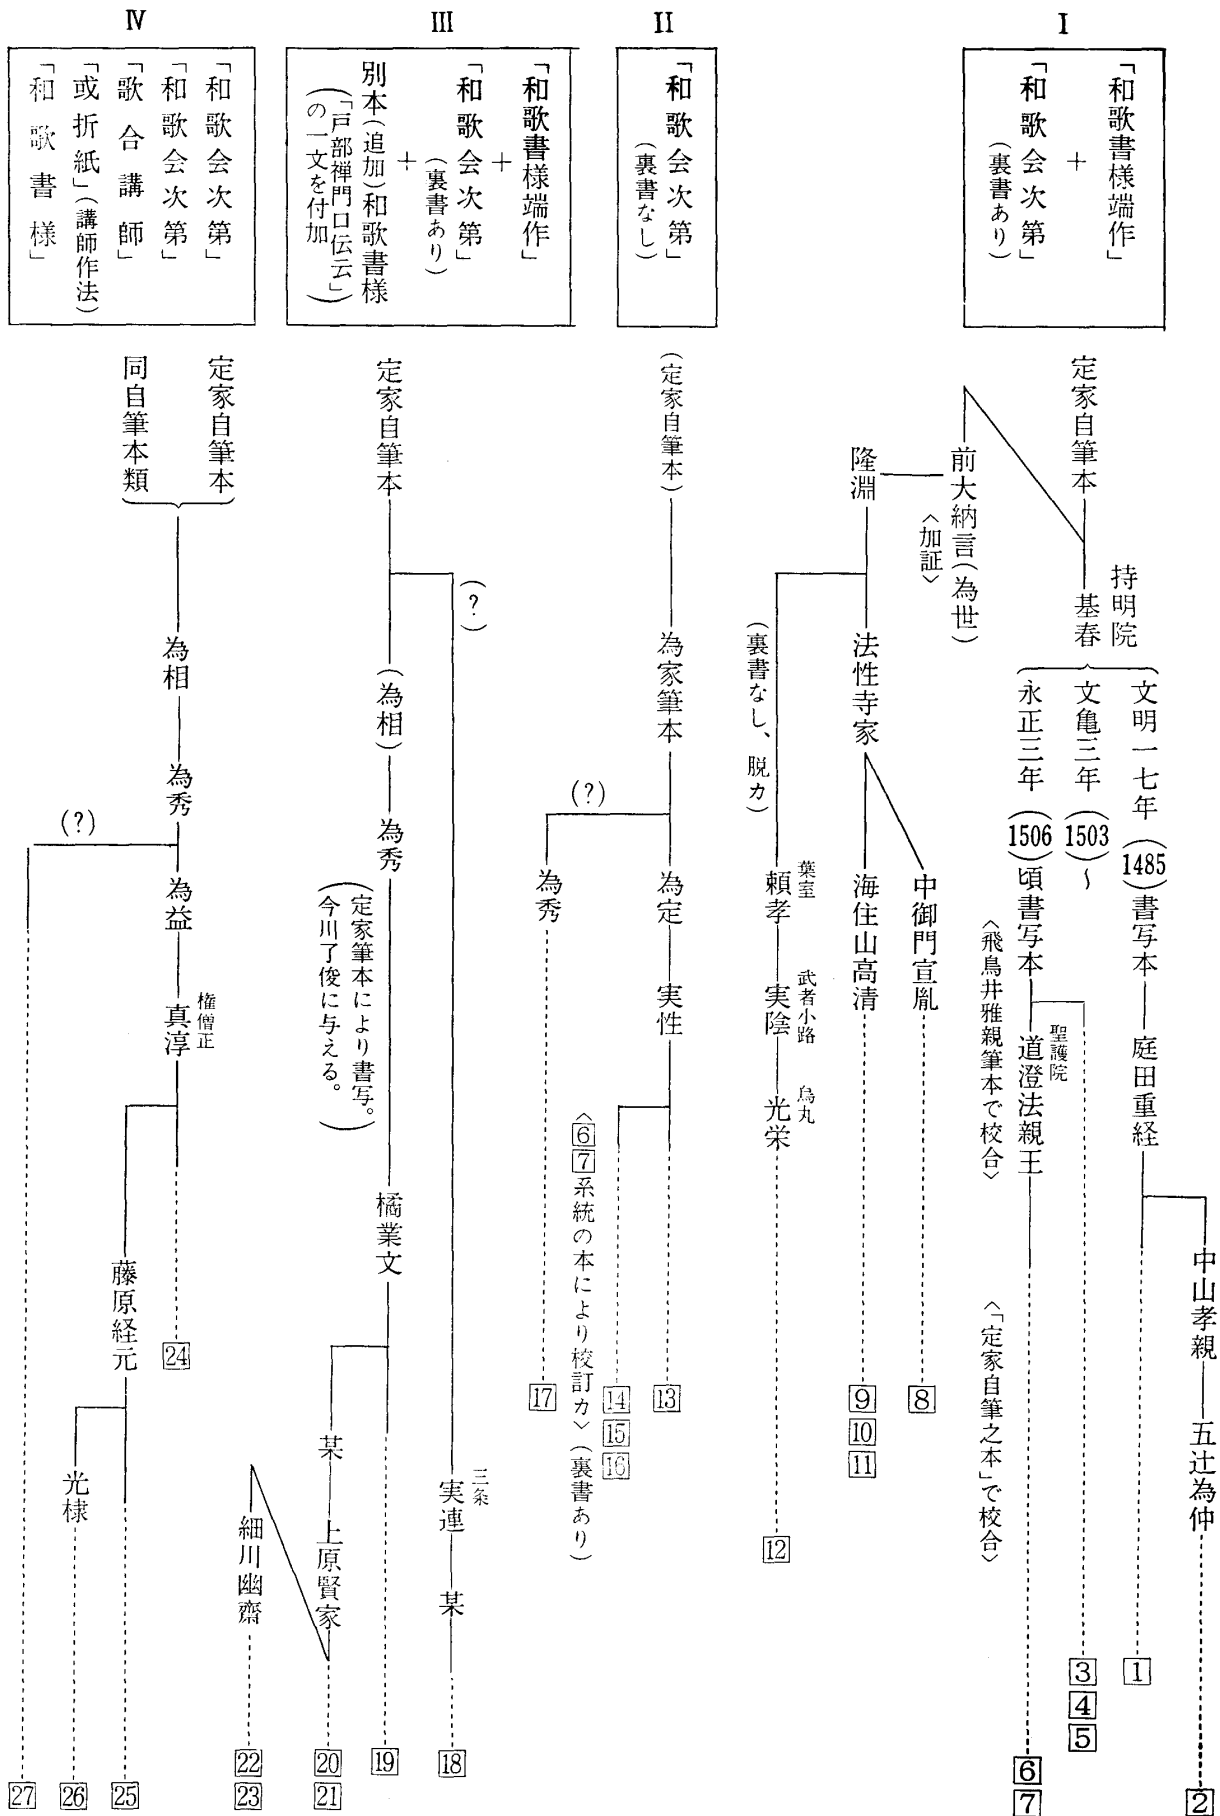 I
「和歌書様端作」
+
「和歌会次第」
(裏書あり)
定家自筆本
持明院
基春
文明一七年(1485)書写本
庭田重経
1
中山孝親
五辻為仲
2
文亀三年(1503)~
3
4
5
永正三年(1506)頃書写本
聖護院
道澄法親王
〈飛鳥井雅親筆本で校合〉
〈「定家自筆之本」で校合〉
6
7
前大納言(為世)
〈加証〉
隆淵
法性寺家
中御門宣胤
8
海住山高清
9
10
11
(裏書なし、脱カ)
葉室
頼孝
武者小路
実陰
烏丸
光栄
12
II
「和歌会次第」
(裏書なし)
(定家自筆本)
為家筆本
為定
実性
13
14
15
16
〈6 7系統の本により校訂カ〉(裏書あり)
(?)
為秀
17
III
「和歌書様端作」
+
「和歌会次第」
(裏書あり)
+
別本(追加)和歌書様
(「戸部禅門口伝云」
の一文を付加)
定家自筆本
(?)
三条
実連
某
18
(為相)
為秀
(定家筆本により書写。
今川了俊に与える。)
橘業文
19
某
上原賢家
20
21
細川幽齋
22
23
IV
「和歌会次第」
「和歌会次第」
「歌合講師」
「或折紙」(講師作法)
「和歌書様」
定家自筆本
同自筆本類
為相
為秀
為益
権僧正
真淳
24
藤原経元
25
光棣
26
(?)
27